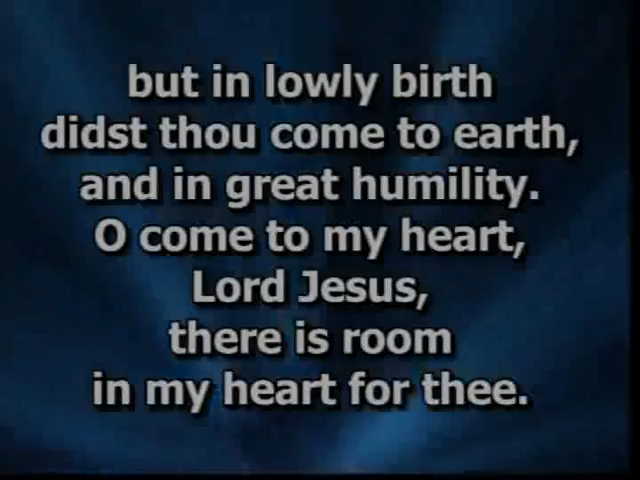 but in lowly birth
didst thou come to earth,
and in great humility.
O come to my heart,
Lord Jesus,
there is room
in my heart for thee.